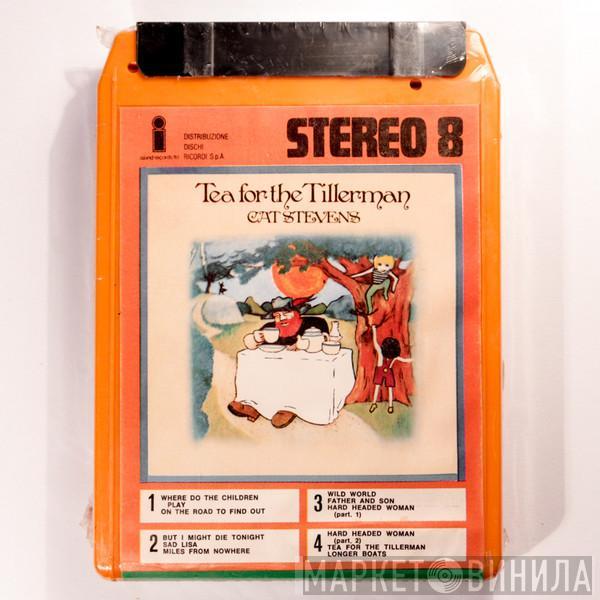 i
island records ltd
DISTRIBUZIONE
DISCHI
RICORDI S.p.A
STEREO 8
Tea for the Tillerman
CAT STEVENS
1 WHERE DO THE CHILDREN
PLAY
ON THE ROAD TO FIND OUT
2 BUT I MIGHT DIE TONIGHT
SAD LISA
MILES FROM NOWHERE
3 WILD WORLD
FATHER AND SON
HARD HEADED WOMAN
(part. 1)
4 HARD HEADED WOMAN
(part. 2)
TEA FOR THE TILLERMAN
LONGER BOATS
МАРКЕТ ВИНИЛА